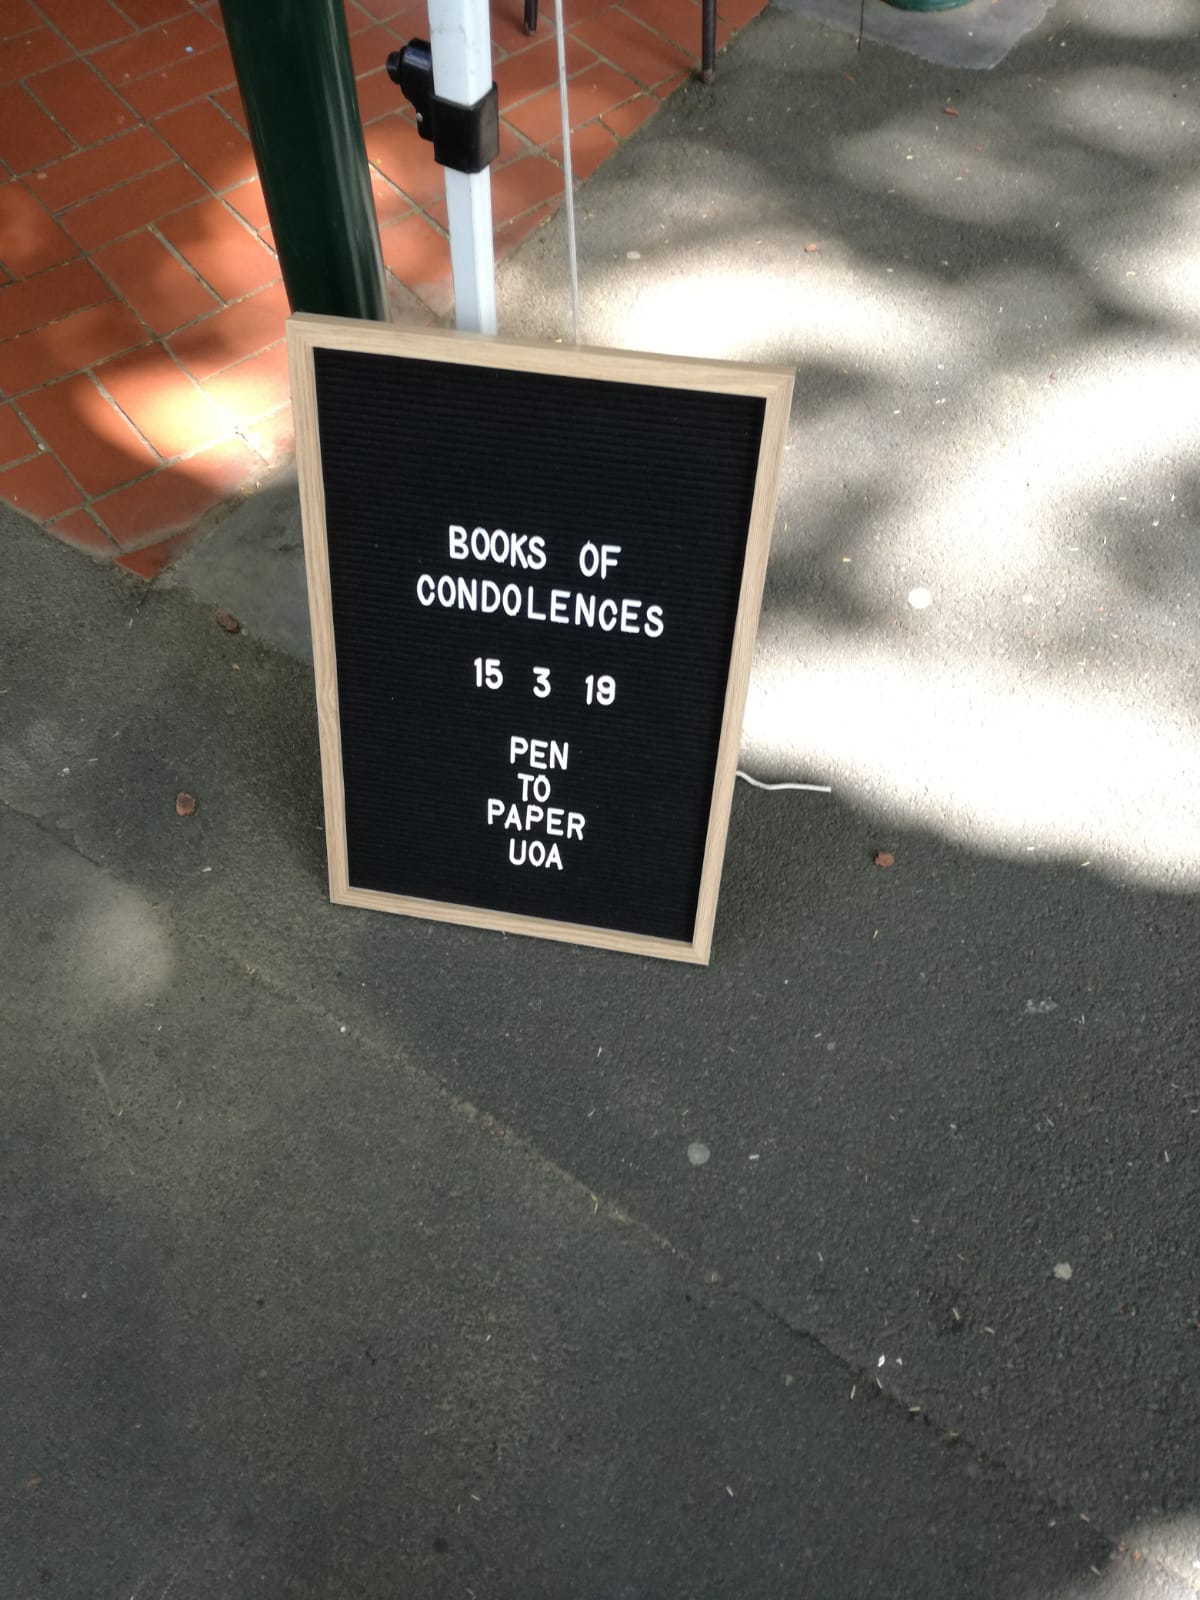 BOOKS OF
CONDOLENCES
15 3 19
PEN
TO
PAPER
UOA